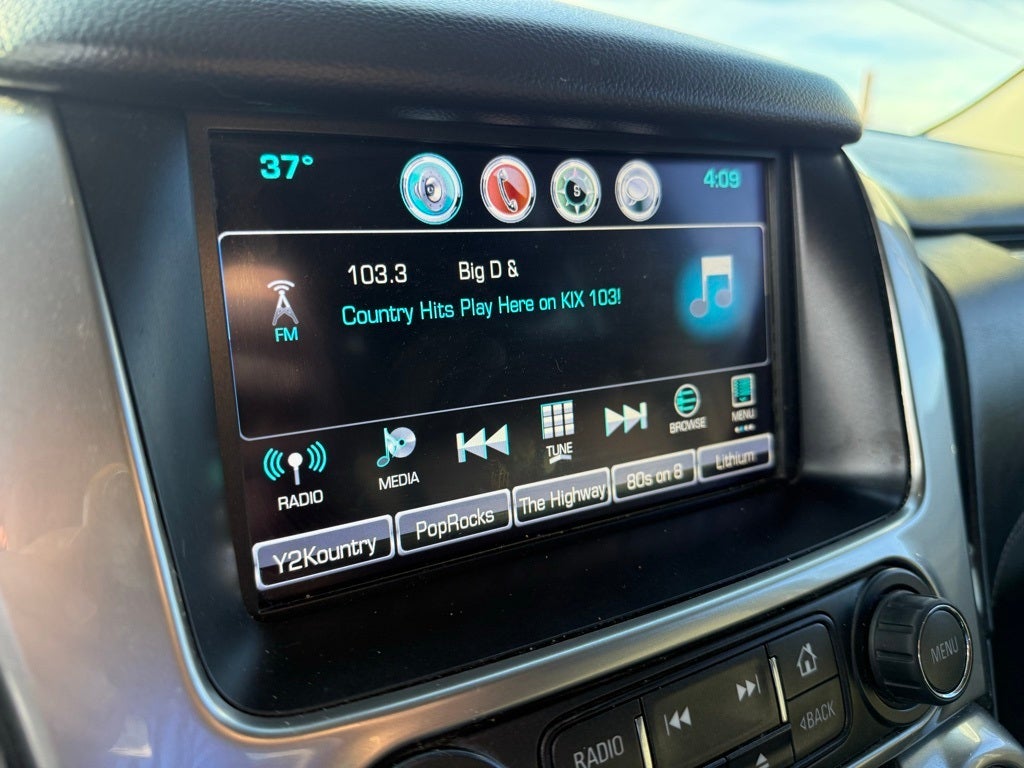 37°
4:09
S
103.3 Big D &
Country Hits Play Here on KIX 103!
FM
RADIO
MEDIA
TUNE
BROWSE
MENU
Y2Kountry
PopRocks
The Highway
80s on 8
Lithium
RADIO
BACK
MENU